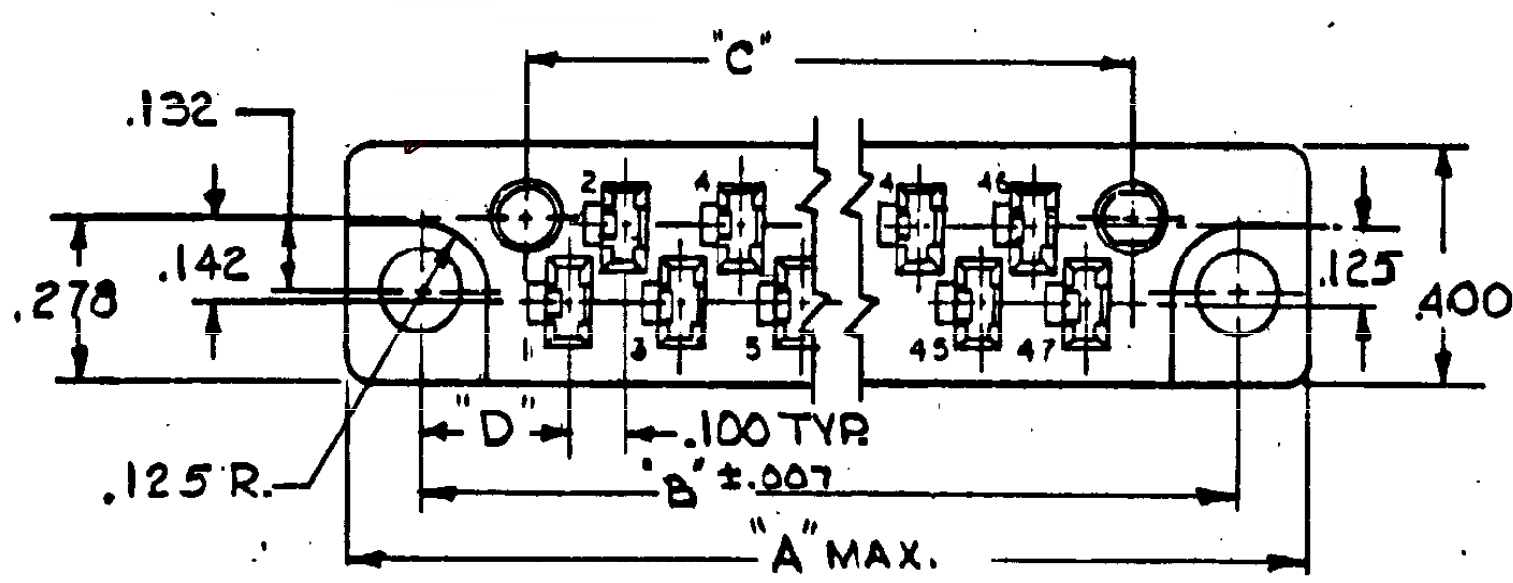 "C"
.132
2 4 4 46
.142
.278
.125
.400
1 3 5 45 47
"D"
.100 TYP.
.125 R.
"B" ±.007
"A" MAX.